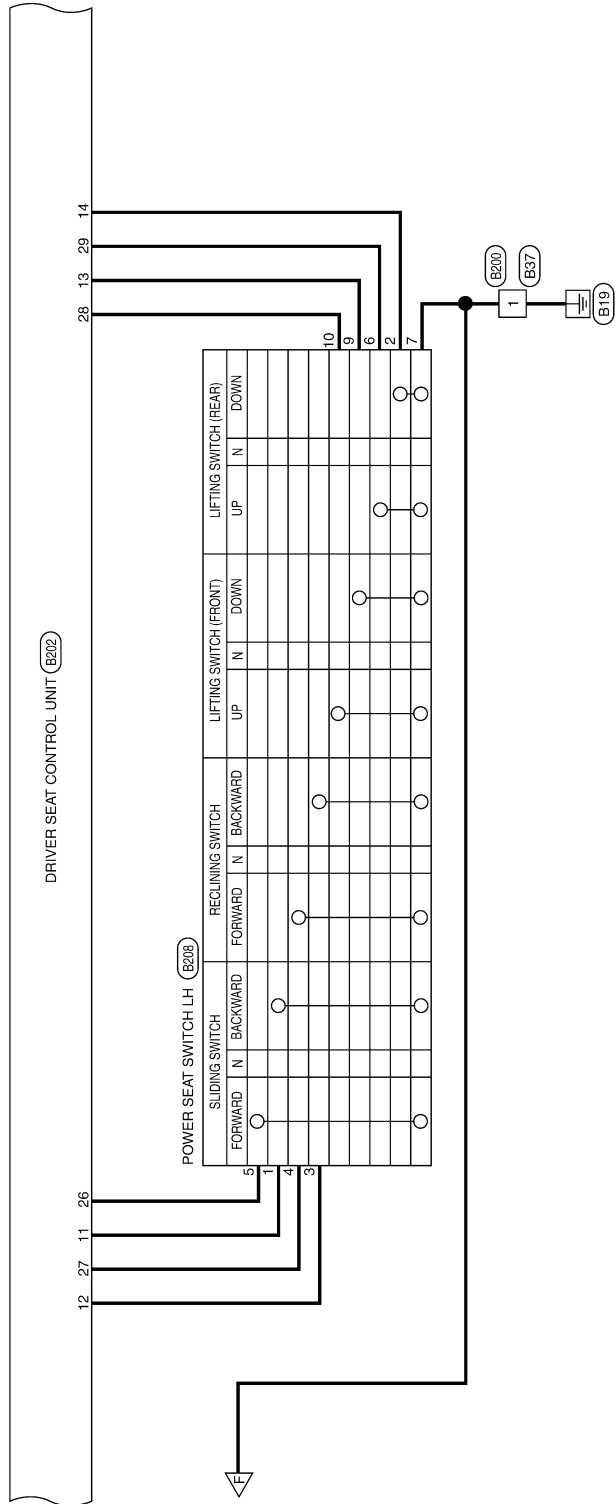 DRIVER SEAT CONTROL UNIT B202
12 27 11 26 28 13 29 14
POWER SEAT SWITCH LH B208
SLIDING SWITCH RECLINING SWITCH LIFTING SWITCH (FRONT) LIFTING SWITCH (REAR)
FORWARD N BACKWARD FORWARD N BACKWARD UP N DOWN UP N DOWN
5
1
4
3
10
9
6
2
7
F
B200
1
B37
B19